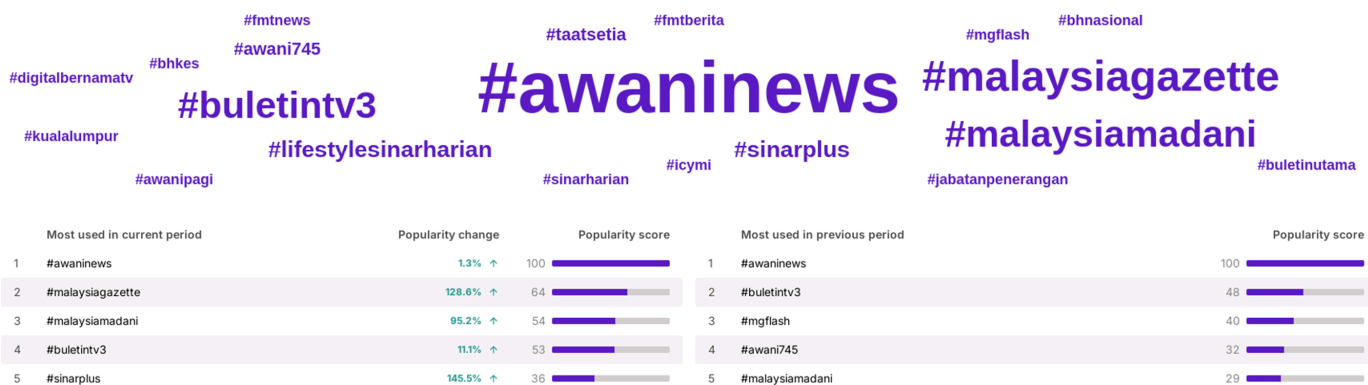 #fmtnews
#fmtberita
#bhnasional
#taatsetia
#mgflash
#awani745
#bhkes
#digitalbernamatv
#awaninews
#malaysiagazette
#buletintv3
#kualalumpur
#malaysiamadani
#lifestylesinarharian
#sinarplus
#icymi
#buletinutama
#awanipagi
#sinarharian
#jabatanpenerangan
Most used in current period Popularity change Popularity score
1 #awaninews 1.3% ↑ 100
2 #malaysiagazette 128.6% ↑ 64
3 #malaysiamadani 95.2% ↑ 54
4 #buletintv3 11.1% ↑ 53
5 #sinarplus 145.5% ↑ 36
Most used in previous period Popularity score
1 #awaninews 100
2 #buletintv3 48
3 #mgflash 40
4 #awani745 32
5 #malaysiamadani 29